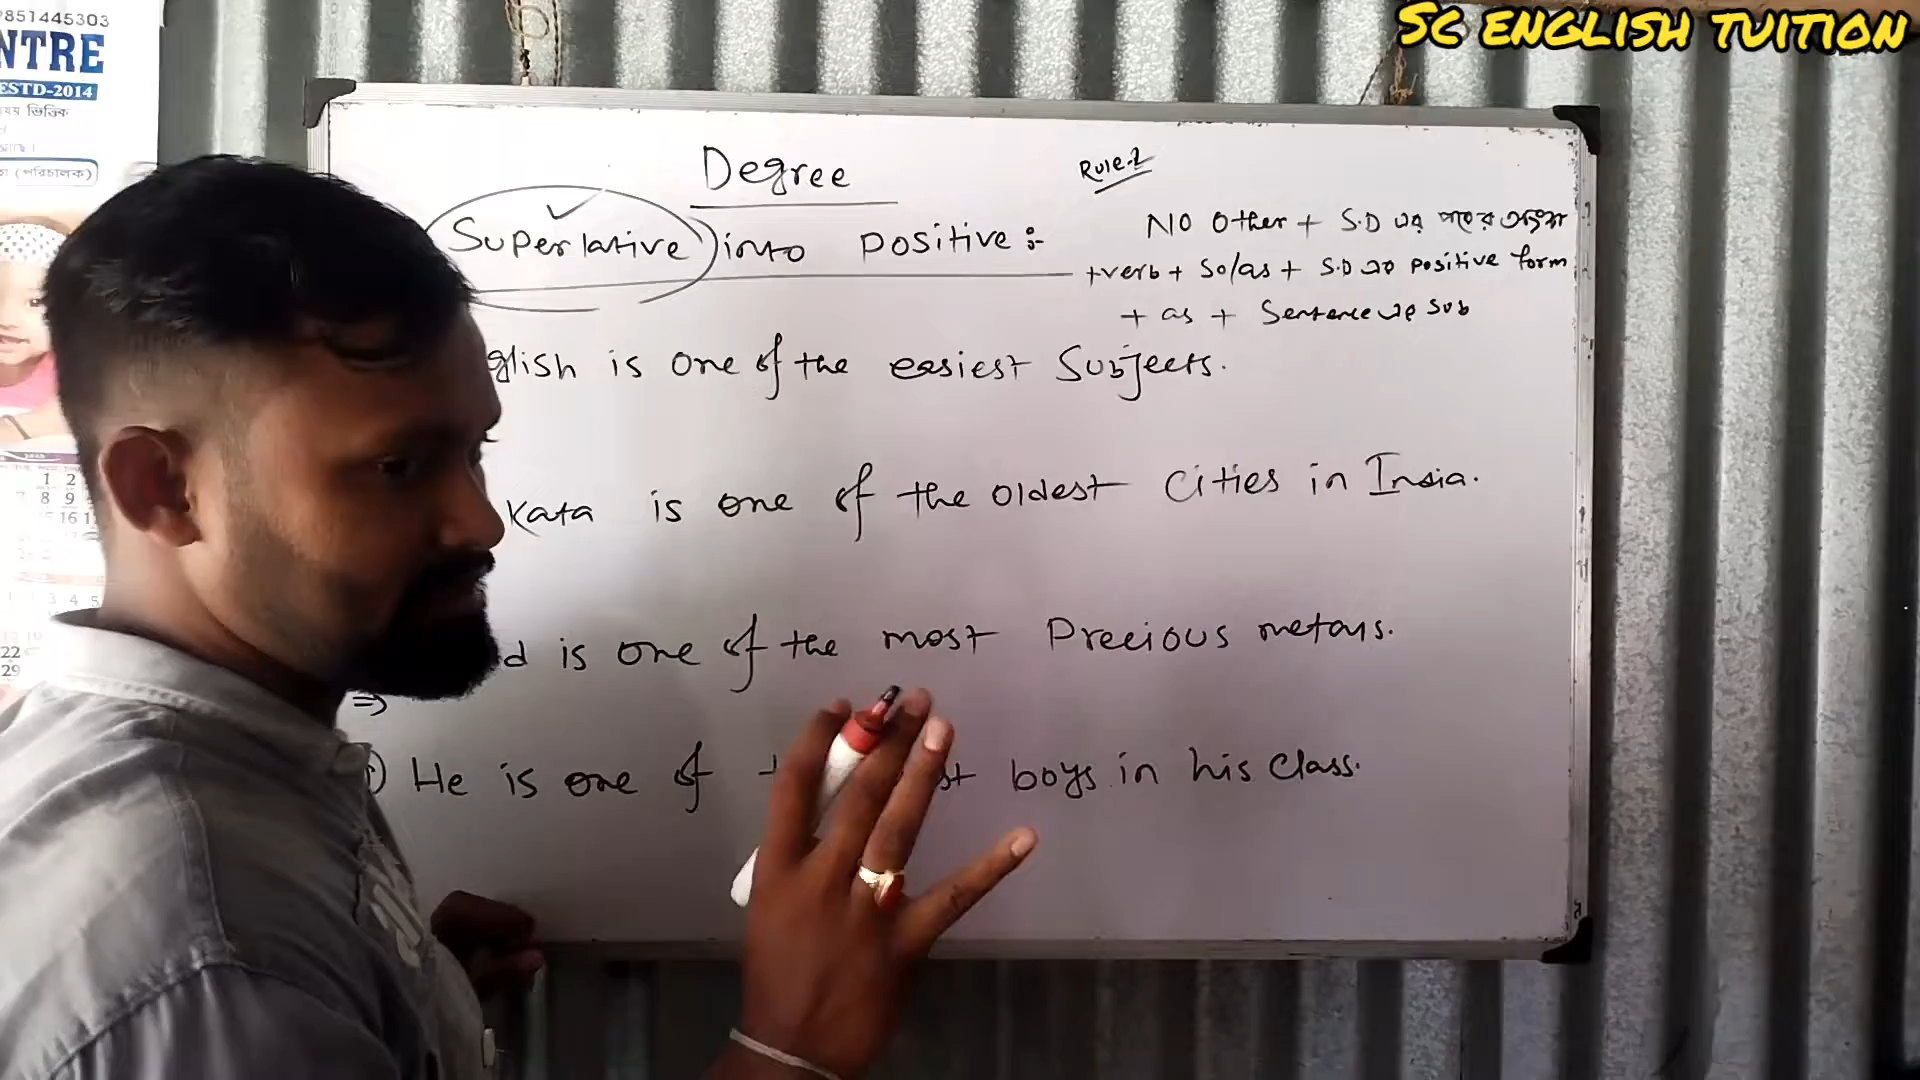 SC ENGLISH TUITION
9851445303
NTRE
ESTD-2014
(পরিচালক)
Degree
Rule-2
Superlative into positive :-
No other + S.D এর পরের অংশ
+ verb + so/as + S.D এর positive form
+ as + Sentence এর sub
glish is one of the easiest Subjects.
kata is one of the oldest Cities in India.
d is one of the most Precious metals.
⇒
He is one of boys in his class.